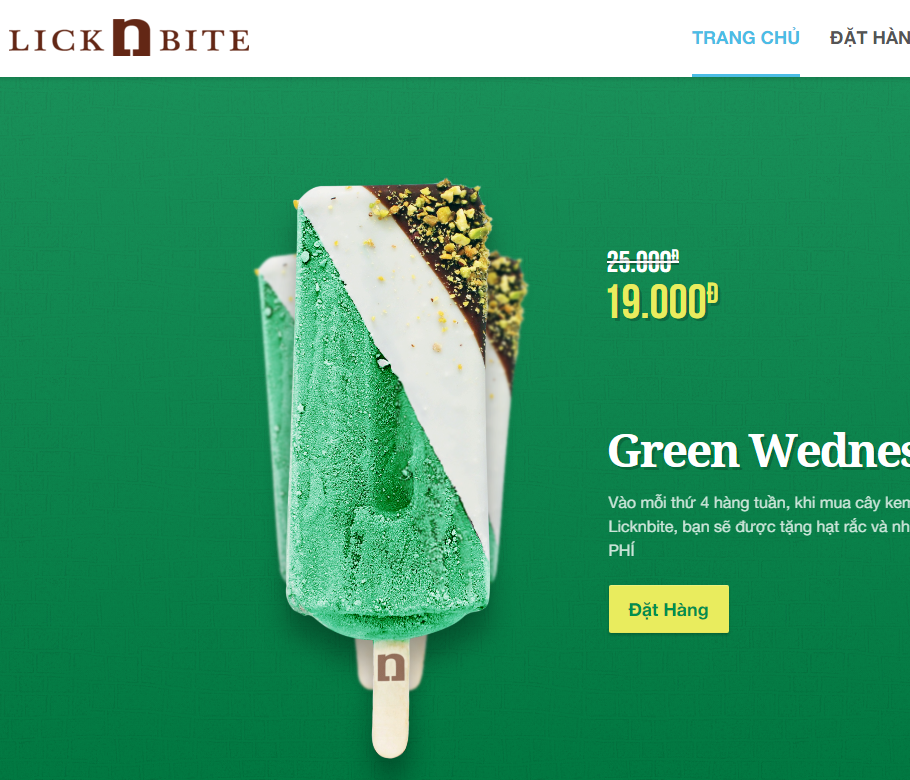 LICK n BITE
TRANG CHỦ
ĐẶT HÀN
25.000Đ
19.000Đ
Green Wednes
Vào mỗi thứ 4 hàng tuần, khi mua cây kem
Licknbite, bạn sẽ được tặng hạt rắc và nh
PHÍ
Đặt Hàng
n